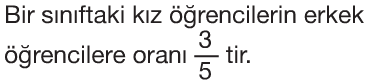 Bir sınıftaki kız öğrencilerin erkek
öğrencilere oranı 3/5 tir.